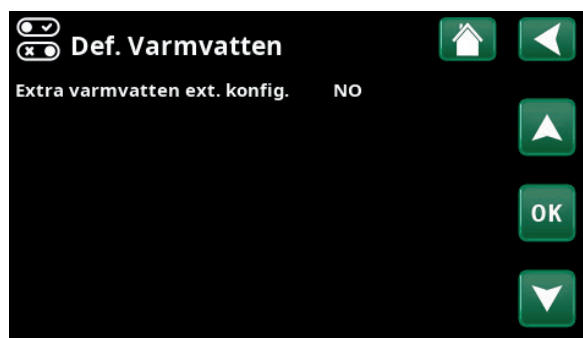 Def. Varmvatten
Extra varmvatten ext. konfig. NO
OK